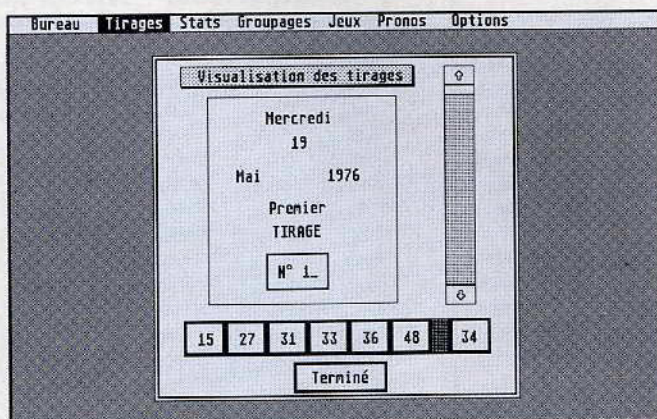 Bureau Tirages Stats Groupages Jeux Pronos Options
Visualisation des tirages
Mercredi
19
Mai 1976
Premier
TIRAGE
N° 1_
15 27 31 33 36 48 34
Terminé